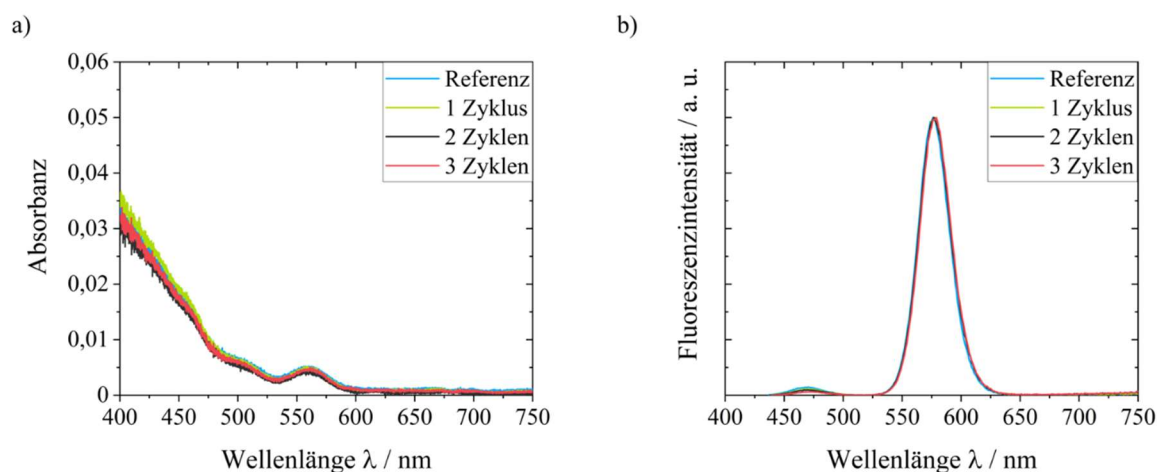 a)
Absorbanz
0,06
0,05
0,04
0,03
0,02
0,01
0
400 450 500 550 600 650 700 750
Wellenlänge λ / nm
Referenz
1 Zyklus
2 Zyklen
3 Zyklen
b)
Fluoreszenzintensität / a. u.
400 450 500 550 600 650 700 750
Wellenlänge λ / nm
Referenz
1 Zyklus
2 Zyklen
3 Zyklen